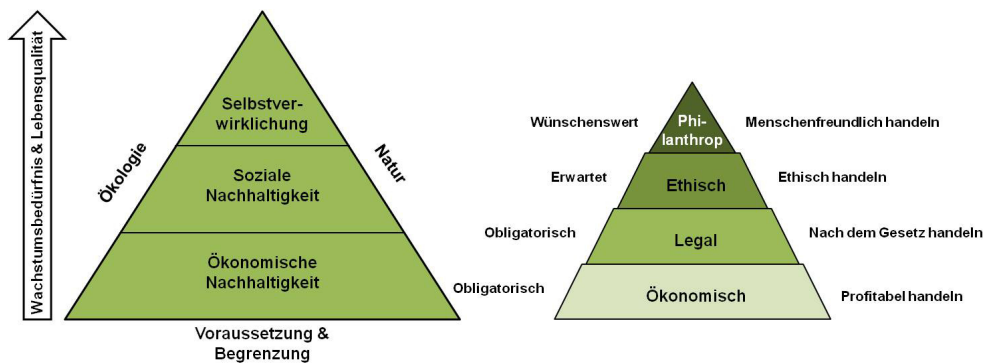 Wachstumsbedürfnis & Lebensqualität
Ökologie
Natur
Selbstver-
wirklichung
Soziale
Nachhaltigkeit
Ökonomische
Nachhaltigkeit
Voraussetzung &
Begrenzung
Wünschenswert
Phi-
lanthrop
Menschenfreundlich handeln
Erwartet
Ethisch
Ethisch handeln
Obligatorisch
Legal
Nach dem Gesetz handeln
Obligatorisch
Ökonomisch
Profitabel handeln